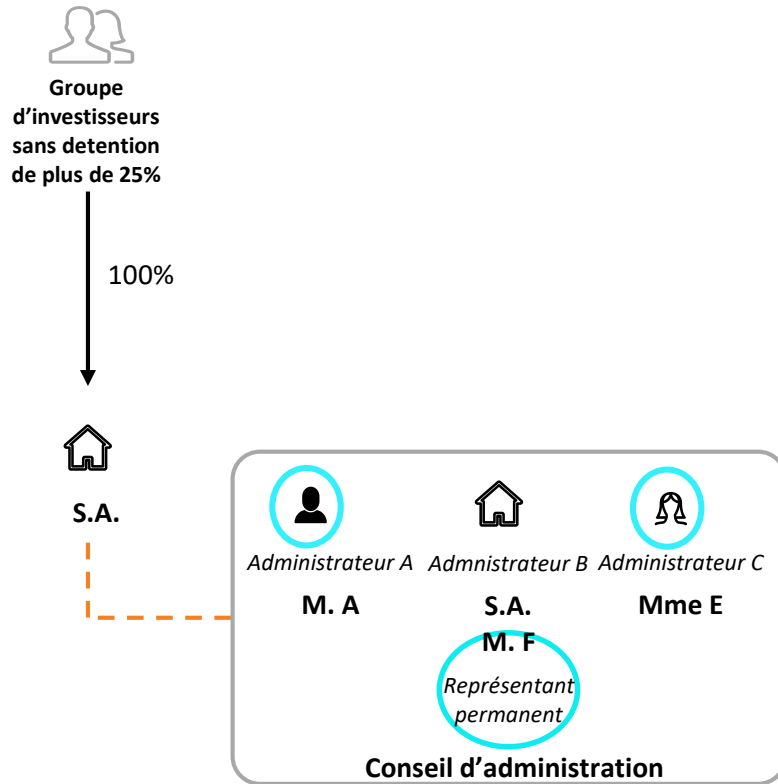 Groupe
d’investisseurs
sans detention
de plus de 25%
100%
S.A.
Administrateur A
Admnistrateur B
Administrateur C
M. A
S.A.
Mme E
M. F
Représentant
permanent
Conseil d’administration